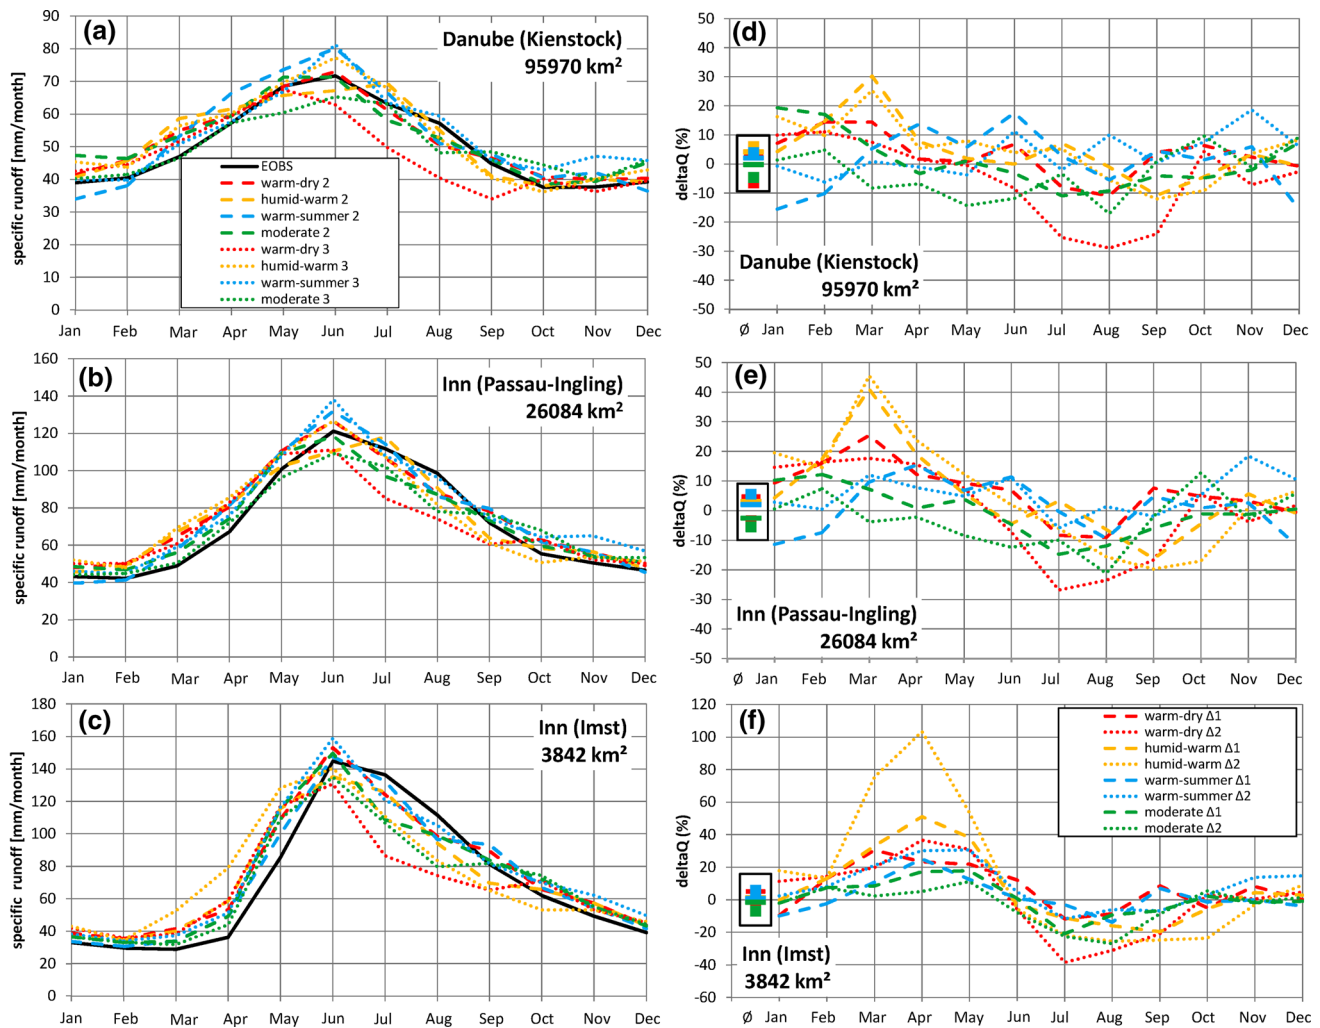 (a)
Danube (Kienstock)
95970 km²
specific runoff [mm/month]
90
80
70
60
50
40
30
20
10
0
EOBS
warm-dry 2
humid-warm 2
warm-summer 2
moderate 2
warm-dry 3
humid-warm 3
warm-summer 3
moderate 3
Jan Feb Mar Apr May Jun Jul Aug Sep Oct Nov Dec
(d)
deltaQ (%)
50
40
30
20
10
0
-10
-20
-30
-40
-50
Danube (Kienstock)
95970 km²
Ø Jan Feb Mar Apr May Jun Jul Aug Sep Oct Nov Dec
(b)
Inn (Passau-Ingling)
26084 km²
specific runoff [mm/month]
160
140
120
100
80
60
40
20
0
Jan Feb Mar Apr May Jun Jul Aug Sep Oct Nov Dec
(e)
deltaQ (%)
50
40
30
20
10
0
-10
-20
-30
-40
-50
Inn (Passau-Ingling)
26084 km²
Ø Jan Feb Mar Apr May Jun Jul Aug Sep Oct Nov Dec
(c)
Inn (Imst)
3842 km²
specific runoff [mm/month]
180
160
140
120
100
80
60
40
20
0
Jan Feb Mar Apr May Jun Jul Aug Sep Oct Nov Dec
(f)
deltaQ (%)
120
100
80
60
40
20
0
-20
-40
-60
warm-dry Δ1
warm-dry Δ2
humid-warm Δ1
humid-warm Δ2
warm-summer Δ1
warm-summer Δ2
moderate Δ1
moderate Δ2
Inn (Imst)
3842 km²
Ø Jan Feb Mar Apr May Jun Jul Aug Sep Oct Nov Dec